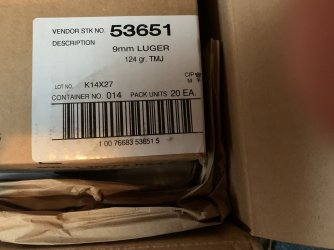 VENDOR STK NO. 53651
DESCRIPTION
9mm LUGER
124 gr. TMJ
C/P
M F
LOT NO. K14X27
CONTAINER NO. 014 PACK UNITS 20 EA.
1 00 76683 53651 5